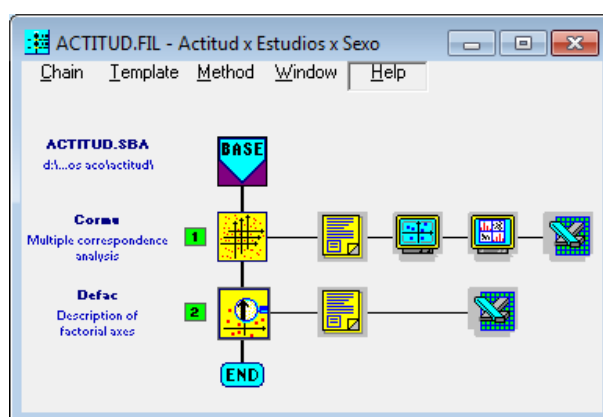 ACTITUD.FIL - Actitud x Estudios x Sexo
Chain Template Method Window Help
ACTITUD.SBA
d:\...os aco\actitud\
BASE
Cormu
Multiple correspondence
analysis
1
Defac
Description of
factorial axes
2
END